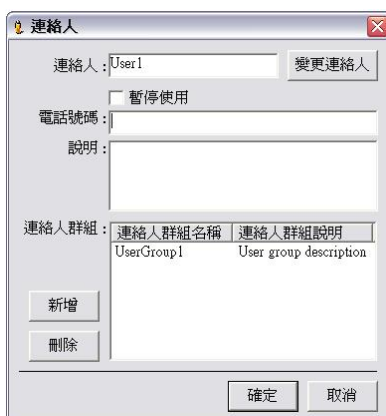 連絡人
連絡人：User1 變更連絡人
暫停使用
電話號碼：
說明：
連絡人群組：
連絡人群組名稱 連絡人群組說明
UserGroup1 User group description
新增
刪除
確定 取消